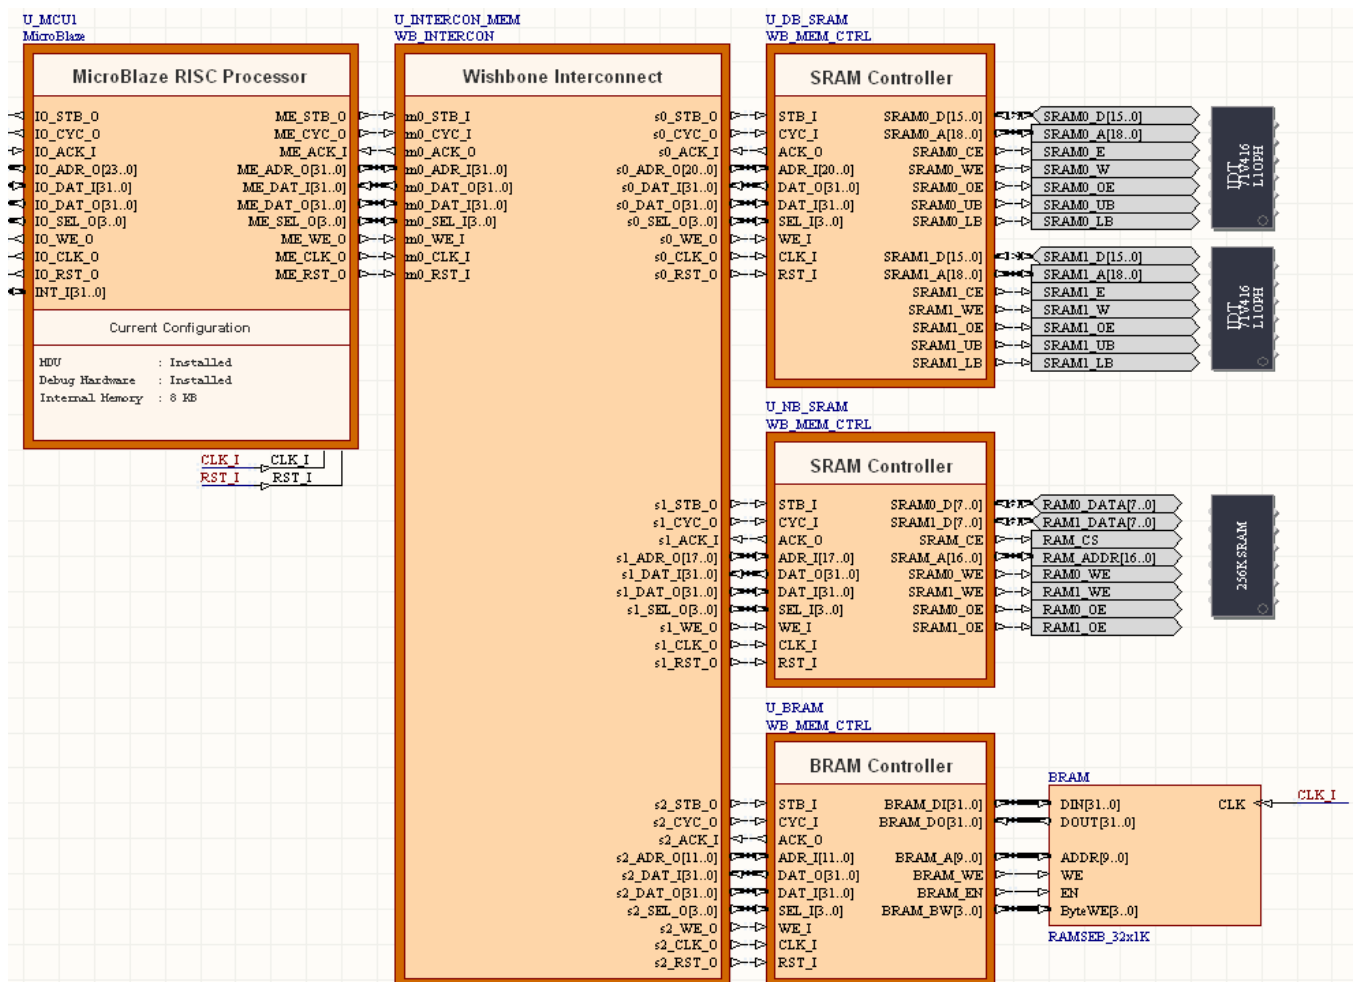 U_MCU1
MicroBlaze
MicroBlaze RISC Processor
IO_STB_O ME_STB_O
IO_CYC_O ME_CYC_O
IO_ACK_I ME_ACK_I
IO_ADR_O[23..0] ME_ADR_O[31..0]
IO_DAT_I[31..0] ME_DAT_I[31..0]
IO_DAT_O[31..0] ME_DAT_O[31..0]
IO_SEL_O[3..0] ME_SEL_O[3..0]
IO_WE_O ME_WE_O
IO_CLK_O ME_CLK_O
IO_RST_O ME_RST_O
INT_I[31..0]
Current Configuration
MDU : Installed
Debug Hardware : Installed
Internal Memory : 8 KB
CLK_I CLK_I
RST_I RST_I
U_INTERCON_MEM
WB_INTERCON
Wishbone Interconnect
m0_STB_I s0_STB_O
m0_CYC_I s0_CYC_O
m0_ACK_O s0_ACK_I
m0_ADR_I[31..0] s0_ADR_O[20..0]
m0_DAT_O[31..0] s0_DAT_I[31..0]
m0_DAT_I[31..0] s0_DAT_O[31..0]
m0_SEL_I[3..0] s0_SEL_O[3..0]
m0_WE_I s0_WE_O
m0_CLK_I s0_CLK_O
m0_RST_I s0_RST_O
s1_STB_O
s1_CYC_O
s1_ACK_I
s1_ADR_O[17..0]
s1_DAT_I[31..0]
s1_DAT_O[31..0]
s1_SEL_O[3..0]
s1_WE_O
s1_CLK_O
s1_RST_O
s2_STB_O
s2_CYC_O
s2_ACK_I
s2_ADR_O[11..0]
s2_DAT_I[31..0]
s2_DAT_O[31..0]
s2_SEL_O[3..0]
s2_WE_O
s2_CLK_O
s2_RST_O
U_DB_SRAM
WB_MEM_CTRL
SRAM Controller
STB_I SRAM0_D[15..0] SRAM0_D[15..0]
CYC_I SRAM0_A[18..0] SRAM0_A[18..0]
ACK_O SRAM0_CE SRAM0_E
ADR_I[20..0] SRAM0_WE SRAM0_W
DAT_O[31..0] SRAM0_OE SRAM0_OE
DAT_I[31..0] SRAM0_UB SRAM0_UB
SEL_I[3..0] SRAM0_LB SRAM0_LB
WE_I
CLK_I SRAM1_D[15..0] SRAM1_D[15..0]
RST_I SRAM1_A[18..0] SRAM1_A[18..0]
SRAM1_CE SRAM1_E
SRAM1_WE SRAM1_W
SRAM1_OE SRAM1_OE
SRAM1_UB SRAM1_UB
SRAM1_LB SRAM1_LB
IDT
71V416
L10PH
IDT
71V416
L10PH
U_NB_SRAM
WB_MEM_CTRL
SRAM Controller
STB_I SRAM0_D[7..0] RAM0_DATA[7..0]
CYC_I SRAM1_D[7..0] RAM1_DATA[7..0]
ACK_O SRAM_CE RAM_CS
ADR_I[17..0] SRAM_A[16..0] RAM_ADDR[16..0]
DAT_O[31..0] SRAM0_WE RAM0_WE
DAT_I[31..0] SRAM1_WE RAM1_WE
SEL_I[3..0] SRAM0_OE RAM0_OE
WE_I SRAM1_OE RAM1_OE
CLK_I
RST_I
256K SRAM
U_BRAM
WB_MEM_CTRL
BRAM Controller
STB_I BRAM_DI[31..0]
CYC_I BRAM_DO[31..0]
ACK_O
ADR_I[11..0] BRAM_A[9..0]
DAT_O[31..0] BRAM_WE
DAT_I[31..0] BRAM_EN
SEL_I[3..0] BRAM_BW[3..0]
WE_I
CLK_I
RST_I
BRAM
DIN[31..0] CLK CLK_I
DOUT[31..0]
ADDR[9..0]
WE
EN
ByteWE[3..0]
RAMSEB_32x1K